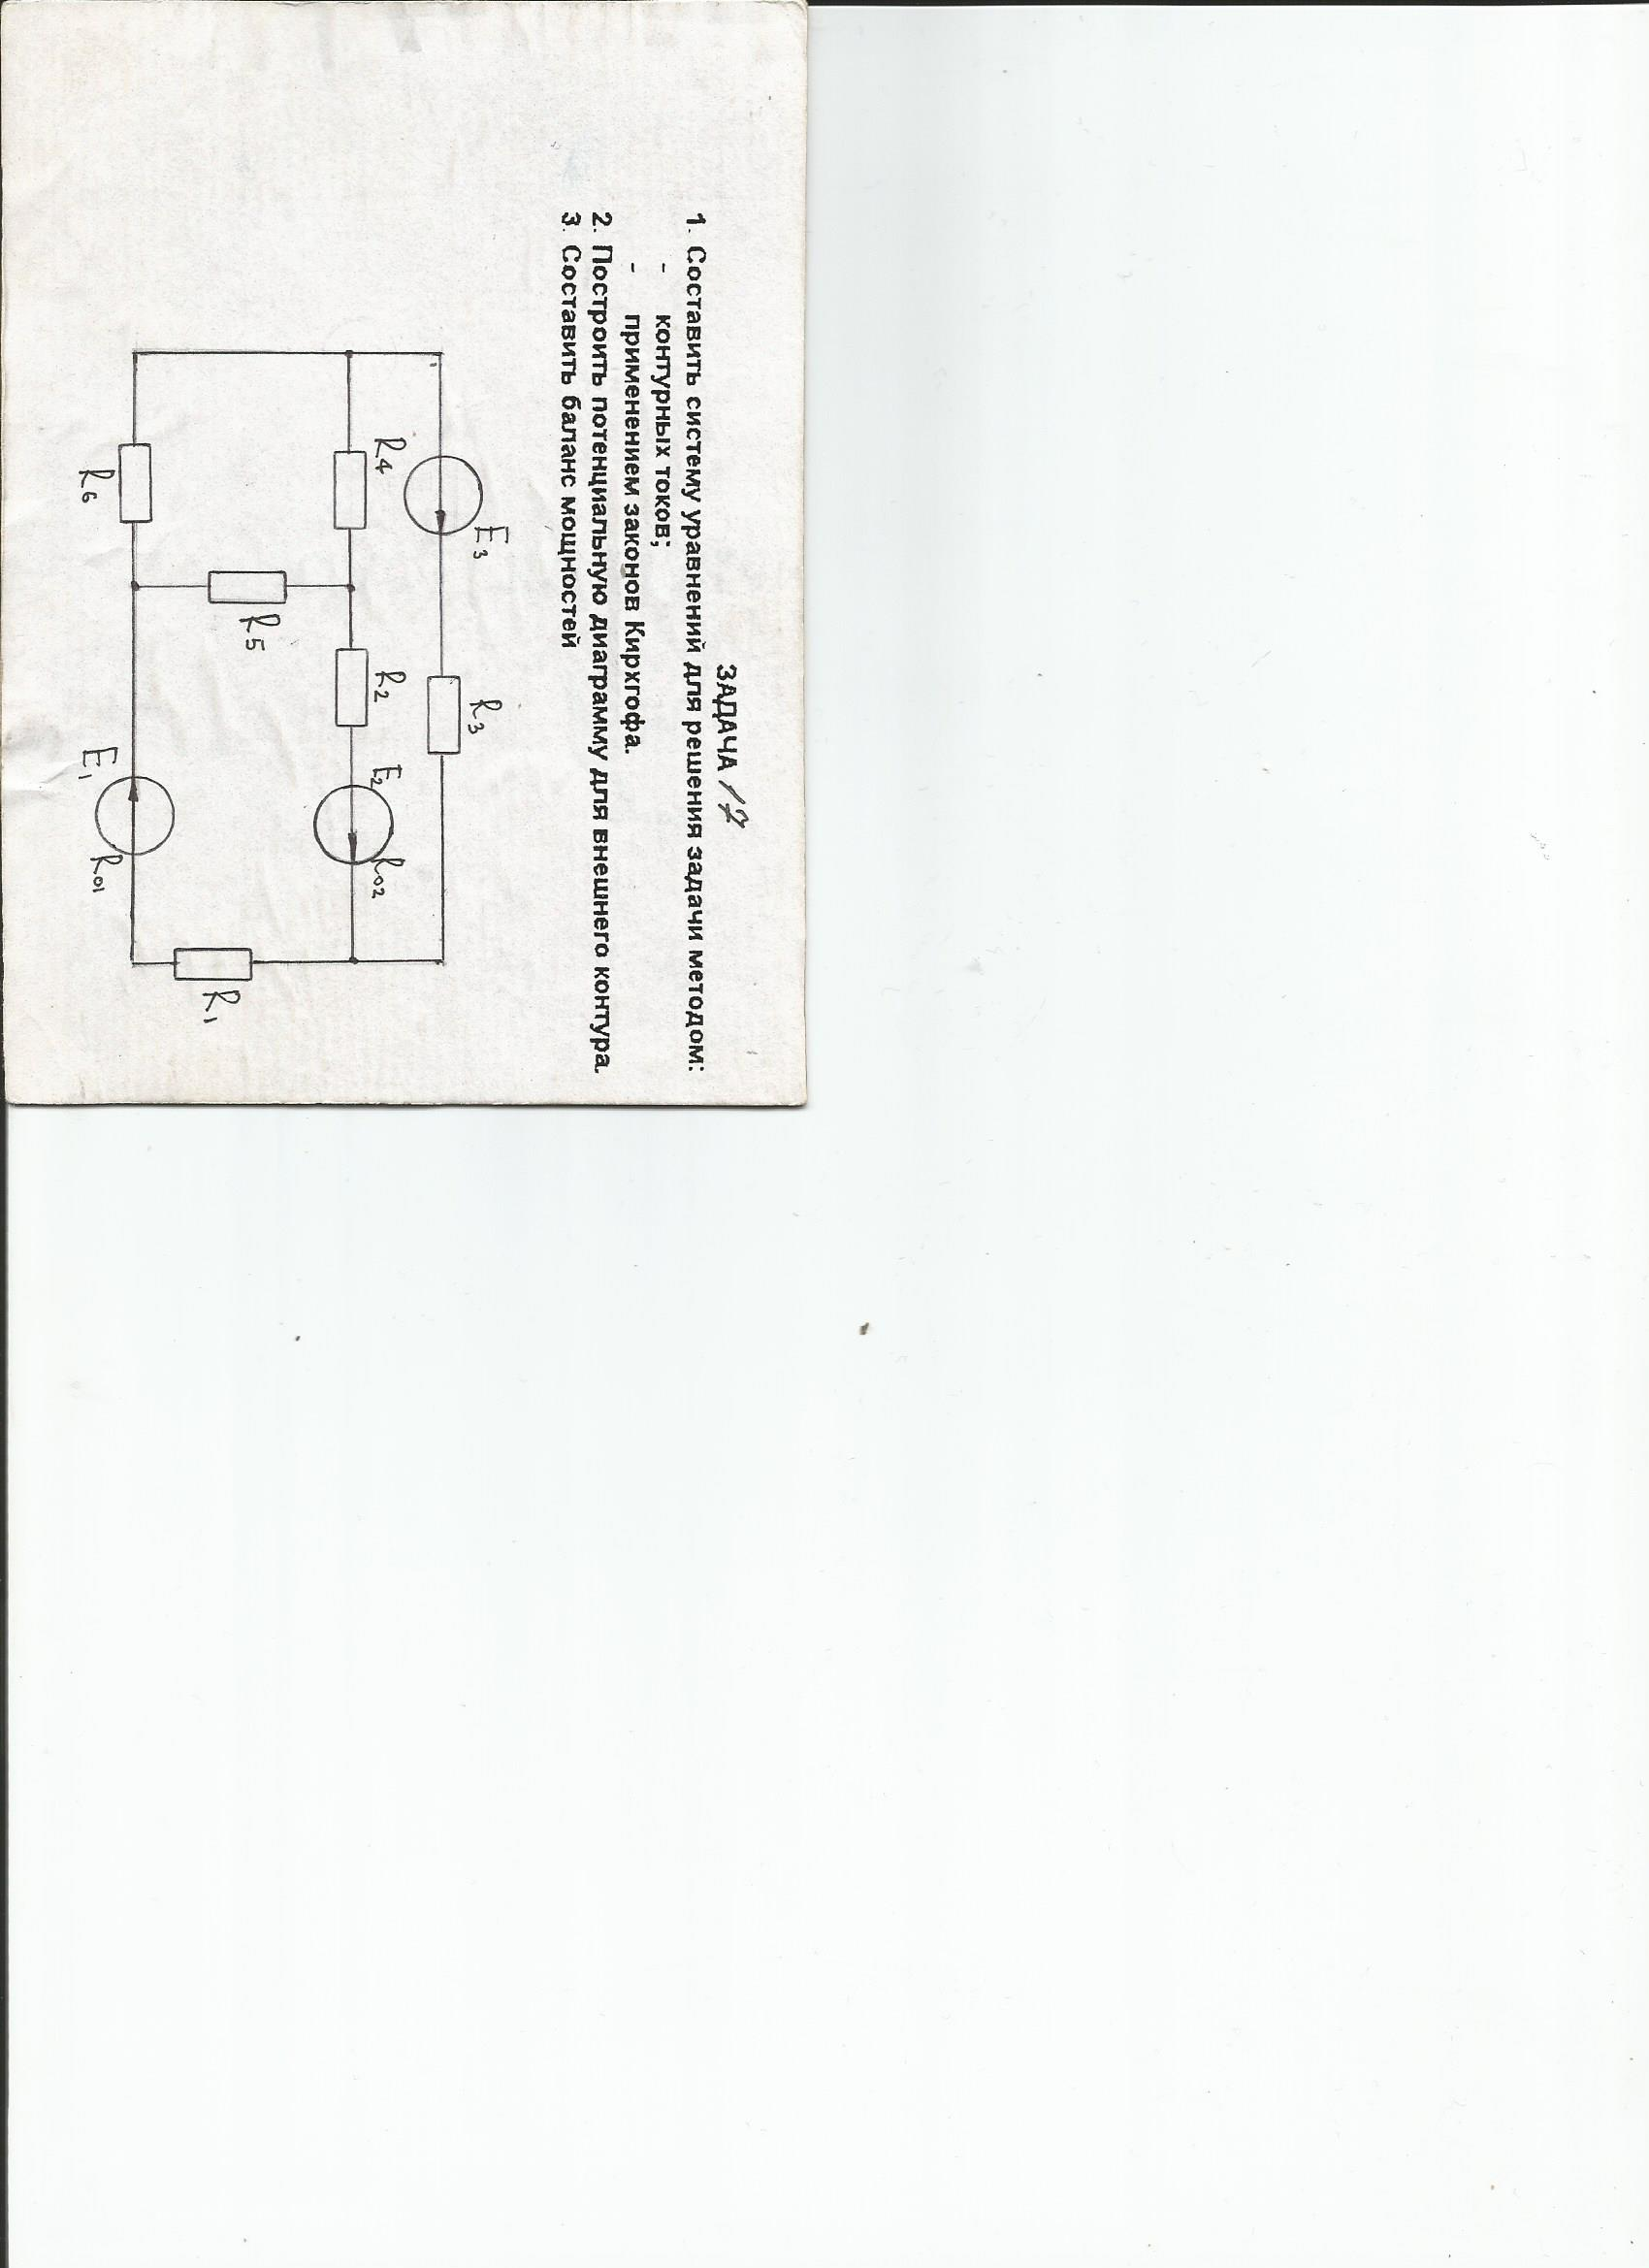 ЗАДАЧА 12
1. Составить систему уравнений для решения задачи методом:
- контурных токов;
- применением законов Кирхгофа.
2. Построить потенциальную диаграмму для внешнего контура.
3. Составить баланс мощностей
E3
R3
R4
R2
E2
R02
R5
R1
R6
E1
R01